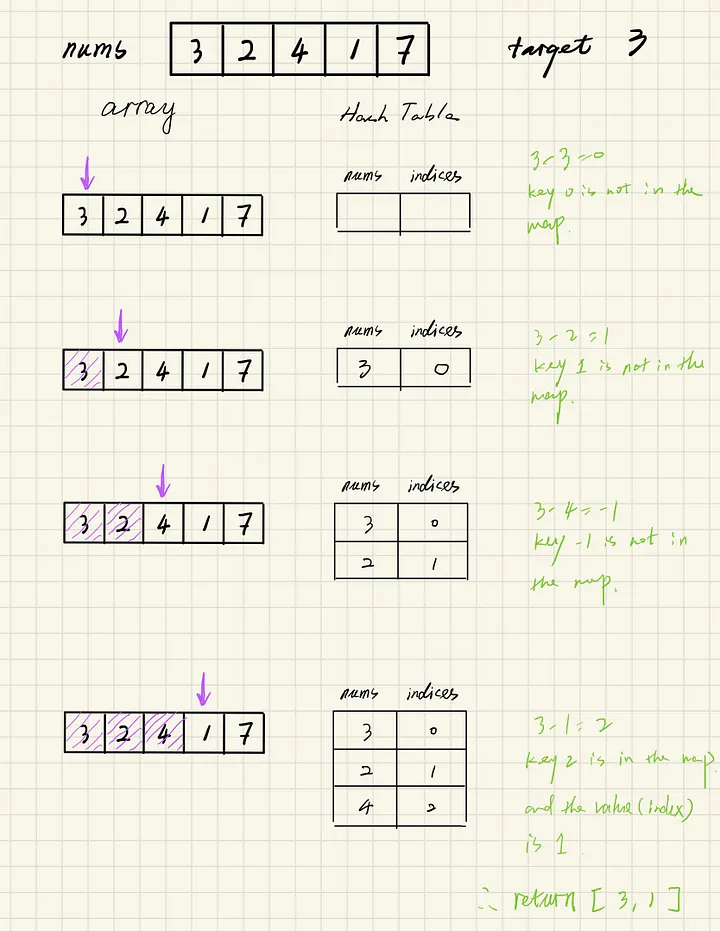 nums 3 2 4 1 7 target 3
array Hash Table
nums indices
3 2 4 1 7
3-3=0
key 0 is not in the
map.
nums indices
3 2 4 1 7
3 0
3-2=1
key 1 is not in the
map.
nums indices
3 2 4 1 7
3 0
2 1
3-4=-1
key -1 is not in
the map.
nums indices
3 2 4 1 7
3 0
2 1
4 2
3-1=2
key 2 is in the map.
and the value (index)
is 1.
∴ return [3, 1]